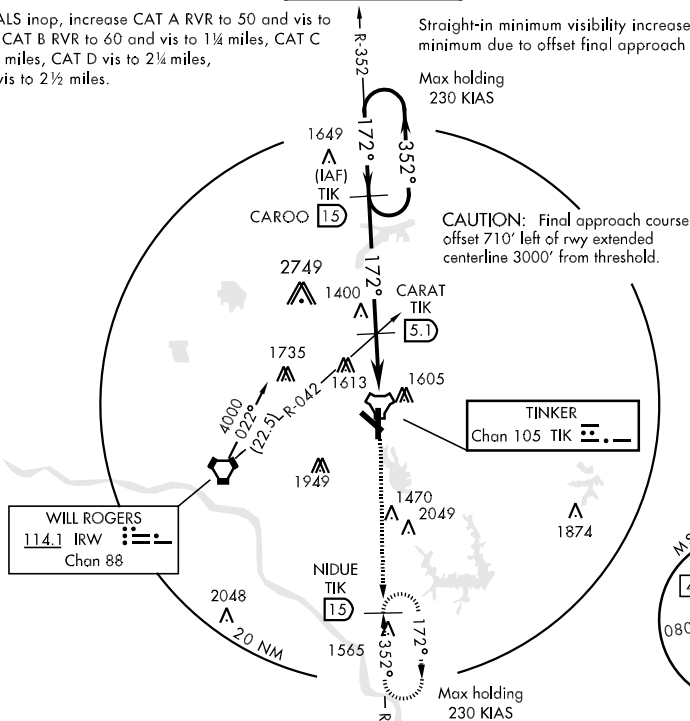 ALS inop, increase CAT A RVR to 50 and vis to
CAT B RVR to 60 and vis to 1¼ miles, CAT C
miles, CAT D vis to 2¼ miles,
vis to 2½ miles.
Straight-in minimum visibility increase
minimum due to offset final approach
R-352
Max holding
230 KIAS
172°
352°
1649
(IAF)
TIK
CAROO 15
CAUTION: Final approach course
offset 710' left of rwy extended
centerline 3000' from threshold.
172°
2749
1400
CARAT
TIK
5.1
1735
1613
1605
4000
022°
(22.5)
R-042
TINKER
Chan 105 TIK
1949
1470
2049
1874
WILL ROGERS
114.1 IRW
Chan 88
NIDUE
TIK
15
2048
20 NM
1565
352°
172°
Max holding
230 KIAS
R
MS
4
080